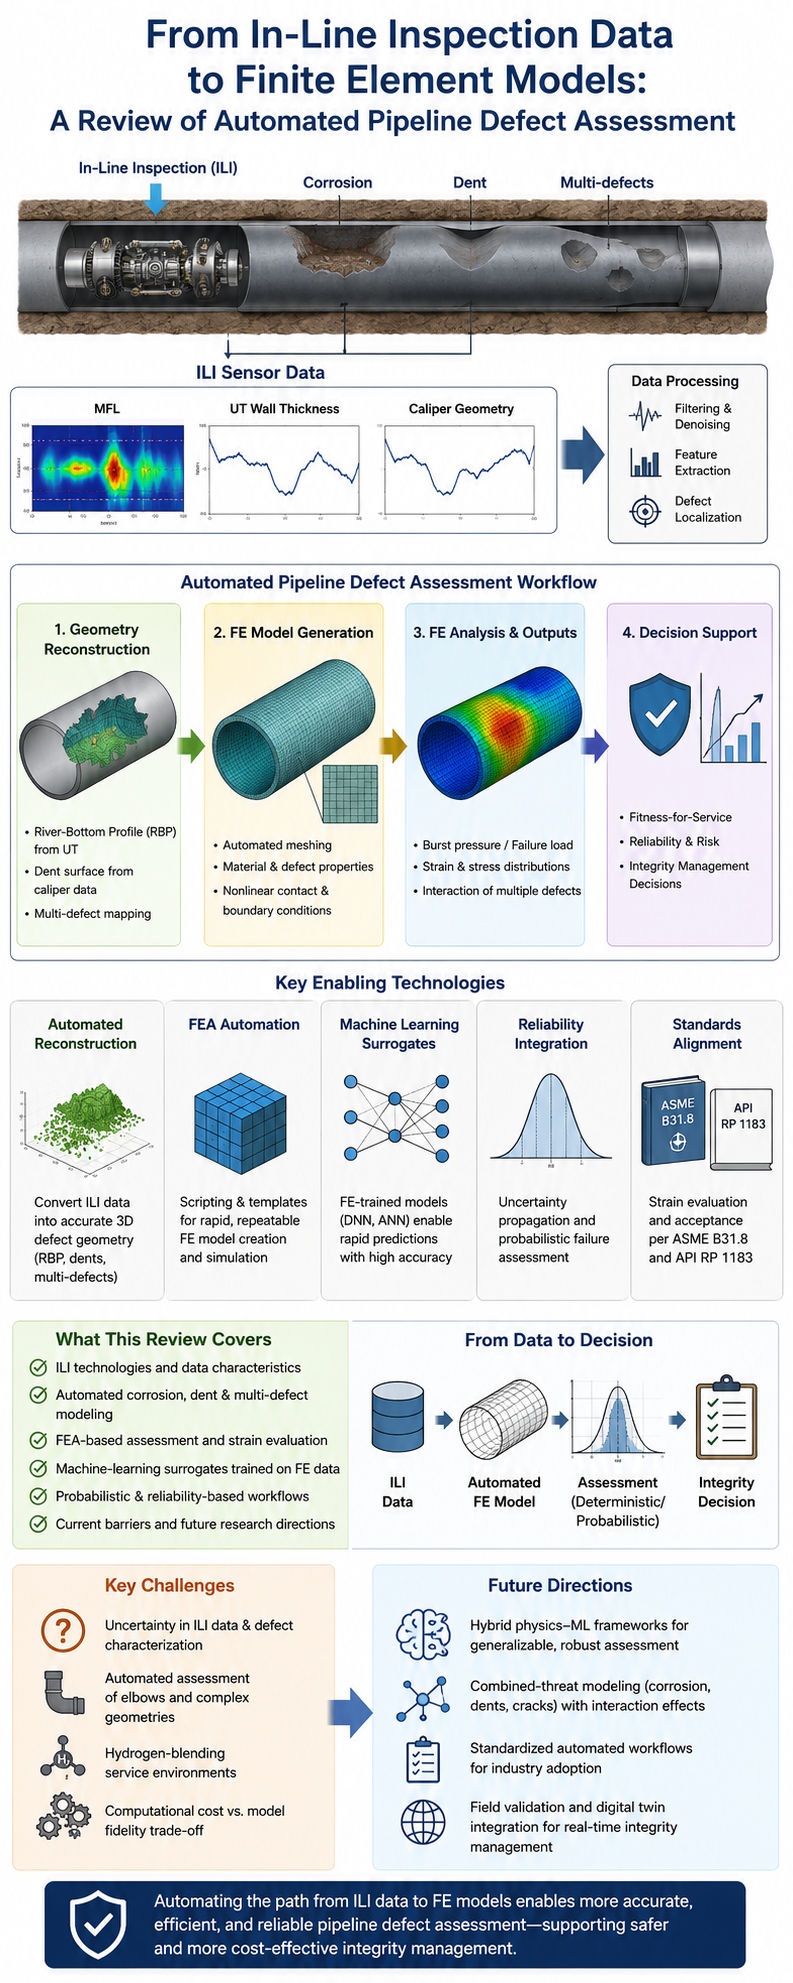 From In-Line Inspection Data
to Finite Element Models:
A Review of Automated Pipeline Defect Assessment
In-Line Inspection (ILI)
Corrosion
Dent
Multi-defects
ILI Sensor Data
MFL
UT Wall Thickness
Caliper Geometry
Data Processing
Filtering &
Denoising
Feature
Extraction
Defect
Localization
Automated Pipeline Defect Assessment Workflow
1. Geometry
Reconstruction
• River-Bottom Profile (RBP)
from UT
• Dent surface from
caliper data
• Multi-defect mapping
2. FE Model Generation
• Automated meshing
• Material & defect properties
• Nonlinear contact &
boundary conditions
3. FE Analysis & Outputs
• Burst pressure / Failure load
• Strain & stress distributions
• Interaction of multiple defects
4. Decision Support
• Fitness-for-Service
• Reliability & Risk
• Integrity Management
Decisions
Key Enabling Technologies
Automated
Reconstruction
Convert ILI data
into accurate 3D
defect geometry
(RBP, dents,
multi-defects)
FEA Automation
Scripting & templates
for rapid, repeatable
FE model creation
and simulation
Machine Learning
Surrogates
FE-trained models
(DNN, ANN) enable
rapid predictions
with high accuracy
Reliability
Integration
Uncertainty
propagation and
probabilistic failure
assessment
Standards
Alignment
ASME
B31.8
API
RP 1183
Strain evaluation
and acceptance
per ASME B31.8
and API RP 1183
What This Review Covers
ILI technologies and data characteristics
Automated corrosion, dent & multi-defect
modeling
FEA-based assessment and strain evaluation
Machine-learning surrogates trained on FE data
Probabilistic & reliability-based workflows
Current barriers and future research directions
From Data to Decision
ILI
Data
Automated
FE Model
Assessment
(Deterministic/
Probabilistic)
Integrity
Decision
Key Challenges
?
Uncertainty in ILI data & defect
characterization
Automated assessment
of elbows and complex
geometries
H
Hydrogen-blending
service environments
Computational cost vs. model
fidelity trade-off
Future Directions
Hybrid physics–ML frameworks for
generalizable, robust assessment
Combined-threat modeling (corrosion,
dents, cracks) with interaction effects
Standardized automated workflows
for industry adoption
Field validation and digital twin
integration for real-time integrity
management
Automating the path from ILI data to FE models enables more accurate,
efficient, and reliable pipeline defect assessment—supporting safer
and more cost-effective integrity management.